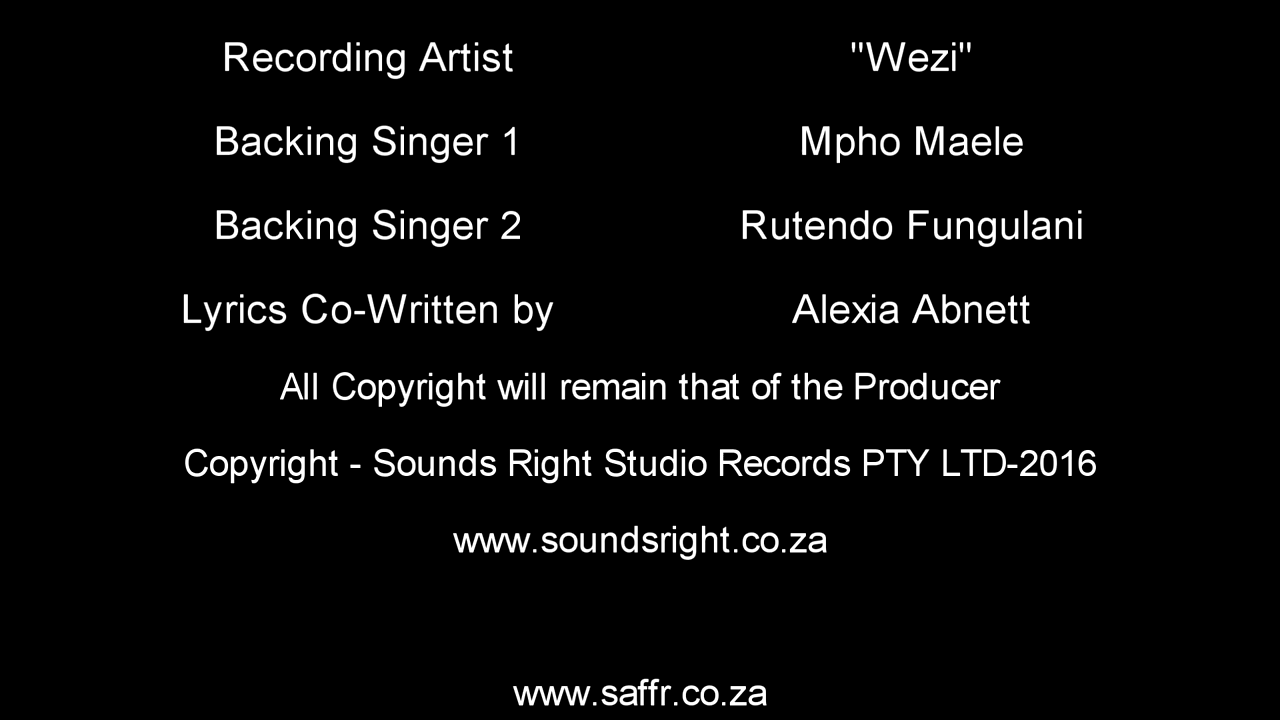 Recording Artist "Wezi"
Backing Singer 1 Mpho Maele
Backing Singer 2 Rutendo Fungulani
Lyrics Co-Written by Alexia Abnett
All Copyright will remain that of the Producer
Copyright - Sounds Right Studio Records PTY LTD-2016
www.soundsright.co.za
www.saffr.co.za